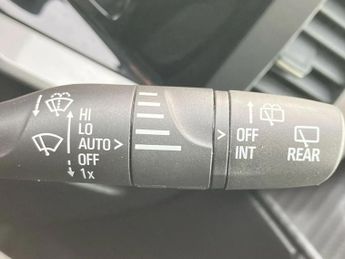 HI
LO
AUTO >
OFF
1x
> OFF
INT
REAR